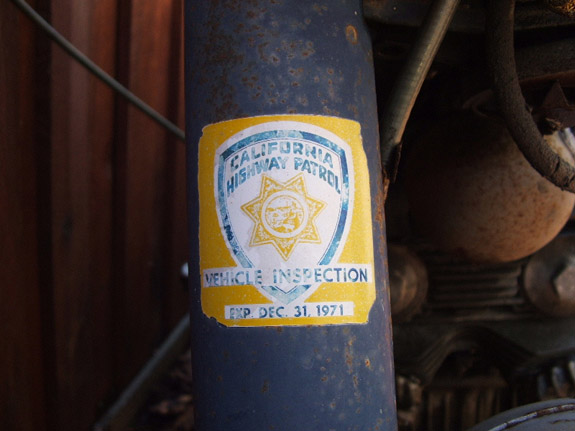 CALIFORNIA
HIGHWAY PATROL
VEHICLE INSPECTION
EXP. DEC. 31, 1971